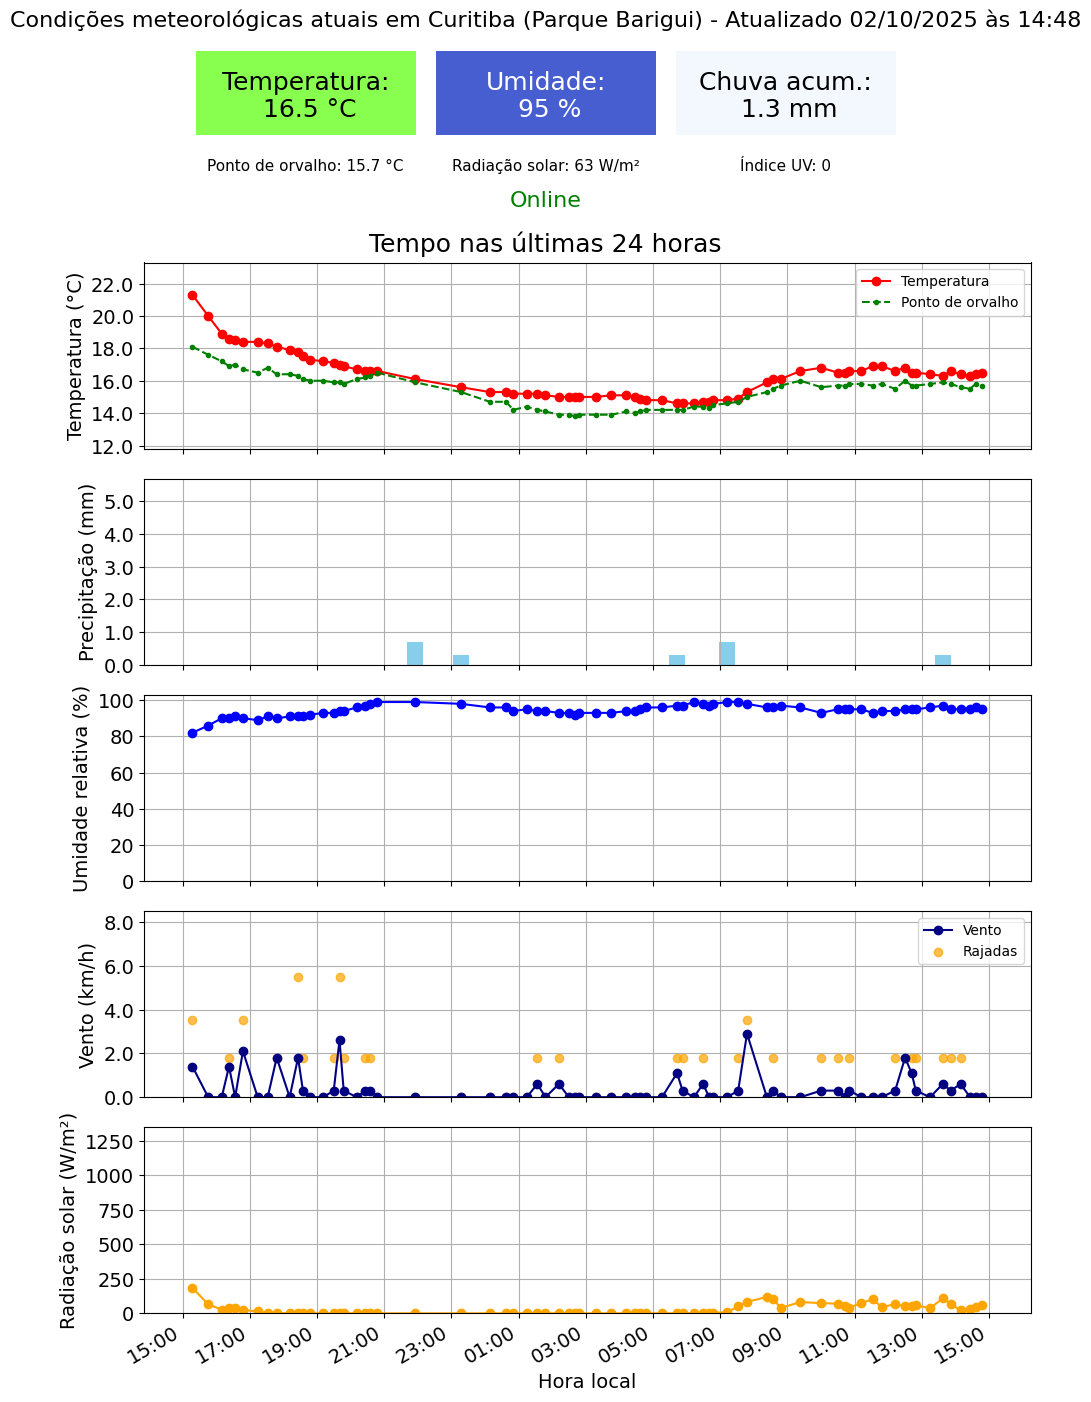 Condições meteorológicas atuais em Curitiba (Parque Barigui) - Atualizado 02/10/2025 às 14:48
Temperatura:
16.5 °C
Umidade:
95 %
Chuva acum.:
1.3 mm
Ponto de orvalho: 15.7 °C
Radiação solar: 63 W/m²
Índice UV: 0
Online
Tempo nas últimas 24 horas
Temperatura (°C)
22.0
20.0
18.0
16.0
14.0
12.0
Temperatura
Ponto de orvalho
Precipitação (mm)
5.0
4.0
3.0
2.0
1.0
0.0
Umidade relativa (%)
100
80
60
40
20
0
Vento (km/h)
8.0
6.0
4.0
2.0
0.0
Vento
Rajadas
Radiação solar (W/m²)
1250
1000
750
500
250
0
15:00
17:00
19:00
21:00
23:00
01:00
03:00
05:00
07:00
09:00
11:00
13:00
15:00
Hora local